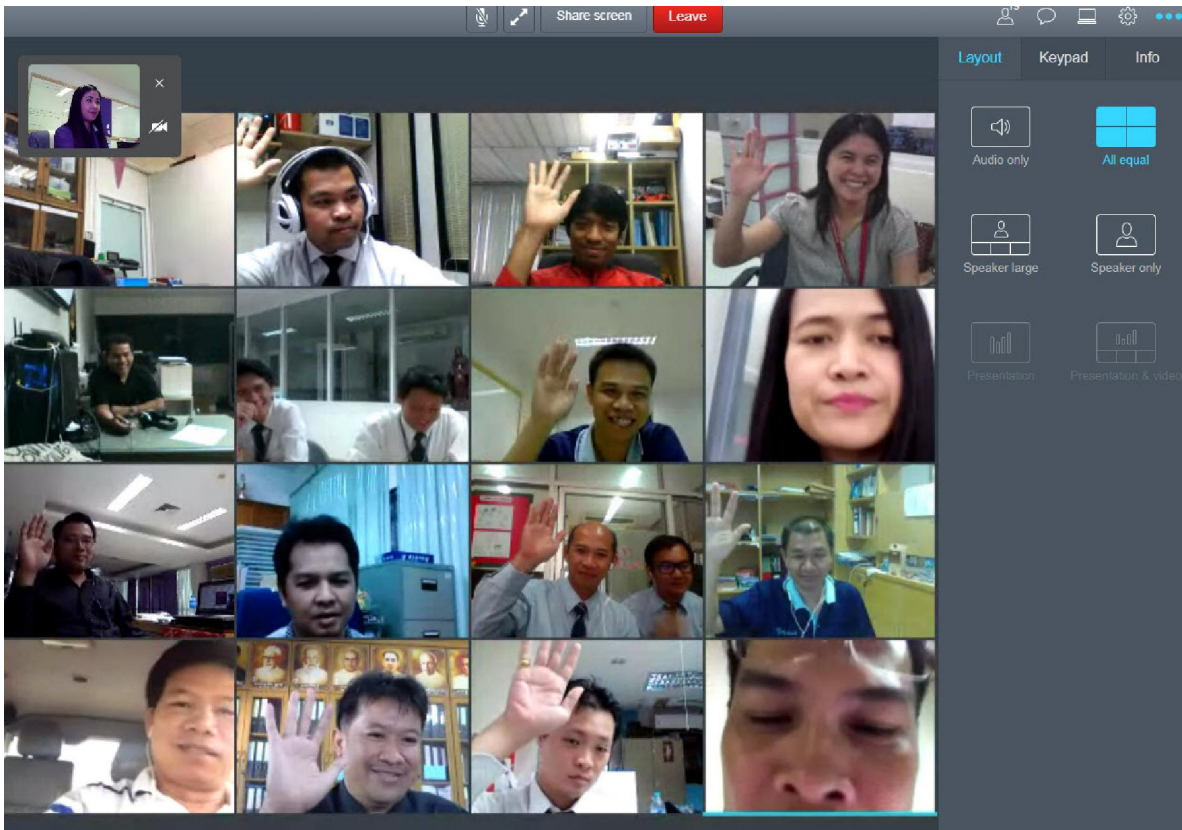 Share screen
Leave
Layout
Keypad
Info
Audio only
All equal
Speaker large
Speaker only
Presentation
Presentation & video